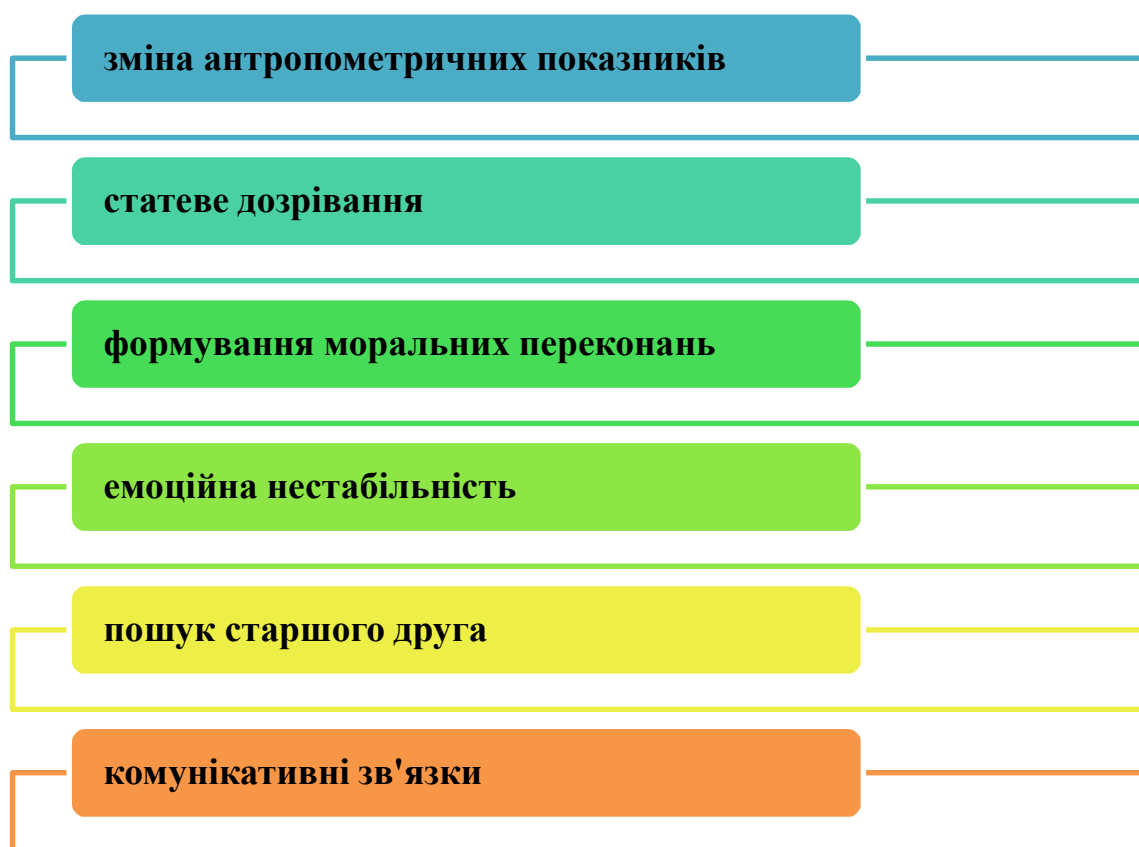 зміна антропометричних показників
статеве дозрівання
формування моральних переконань
емоційна нестабільність
пошук старшого друга
комунікативні зв'язки